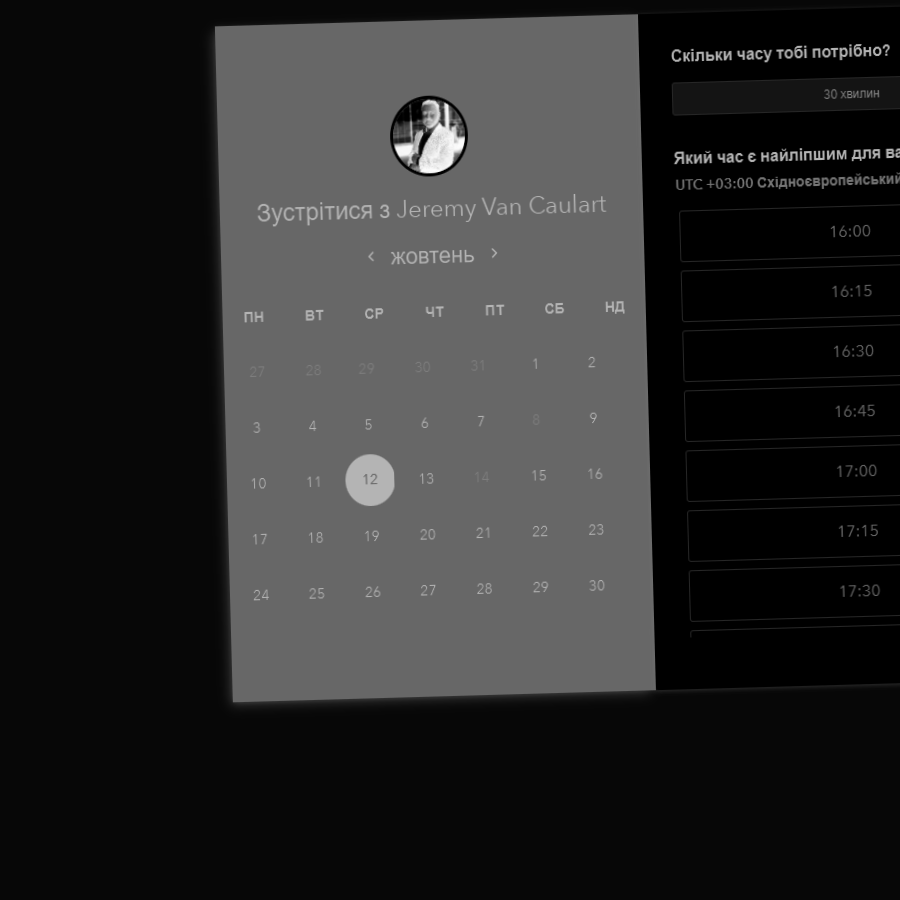 Зустрітися з Jeremy Van Caulart
жовтень
ПН ВТ СР ЧТ ПТ СБ НД
27 28 29 30 31 1 2
3 4 5 6 7 8 9
10 11 12 13 14 15 16
17 18 19 20 21 22 23
24 25 26 27 28 29 30
Скільки часу тобі потрібно?
30 хвилин
Який час є найліпшим для ва
UTC +03:00 Східноєвропейський
16:00
16:15
16:30
16:45
17:00
17:15
17:30